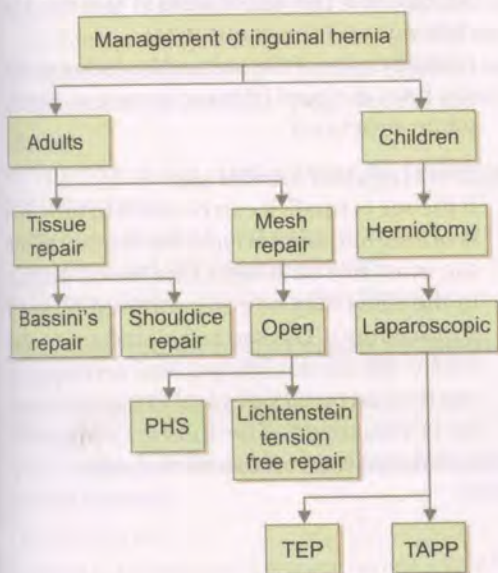 Management of inguinal hernia
Adults
Children
Tissue
repair
Mesh
repair
Herniotomy
Bassini's
repair
Shouldice
repair
Open
Laparoscopic
PHS
Lichtenstein
tension
free repair
TEP
TAPP